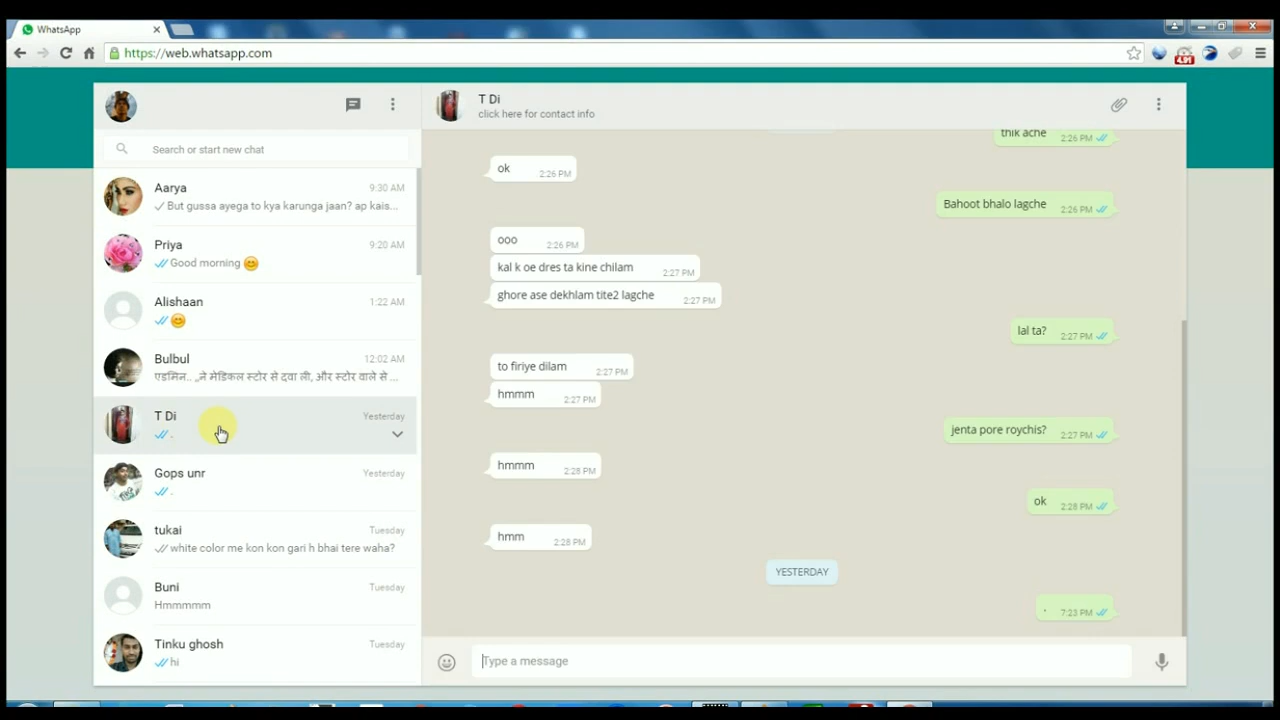 WhatsApp
https://web.whatsapp.com
4.91
Search or start new chat
Aarya
9:30 AM
But gussa ayega to kya karunga jaan? ap kais...
Priya
9:20 AM
Good morning 😊
Alishaan
1:22 AM
😊
Bulbul
12:02 AM
एडमिन.. ,,ने मेडिकल स्टोर से दवा ली, और स्टोर वाले से ...
T Di
Yesterday
.
Gops unr
Yesterday
.
tukai
Tuesday
white color me kon kon gari h bhai tere waha?
Buni
Tuesday
Hmmmmm
Tinku ghosh
Tuesday
hi
T Di
click here for contact info
thik ache 2:26 PM
ok 2:26 PM
Bahoot bhalo lagche 2:26 PM
ooo 2:26 PM
kal k oe dres ta kine chilam 2:27 PM
ghore ase dekhlam tite2 lagche 2:27 PM
lal ta? 2:27 PM
to firiye dilam 2:27 PM
hmmm 2:27 PM
jenta pore roychis? 2:27 PM
hmmm 2:28 PM
ok 2:28 PM
hmm 2:28 PM
YESTERDAY
. 7:23 PM
Type a message